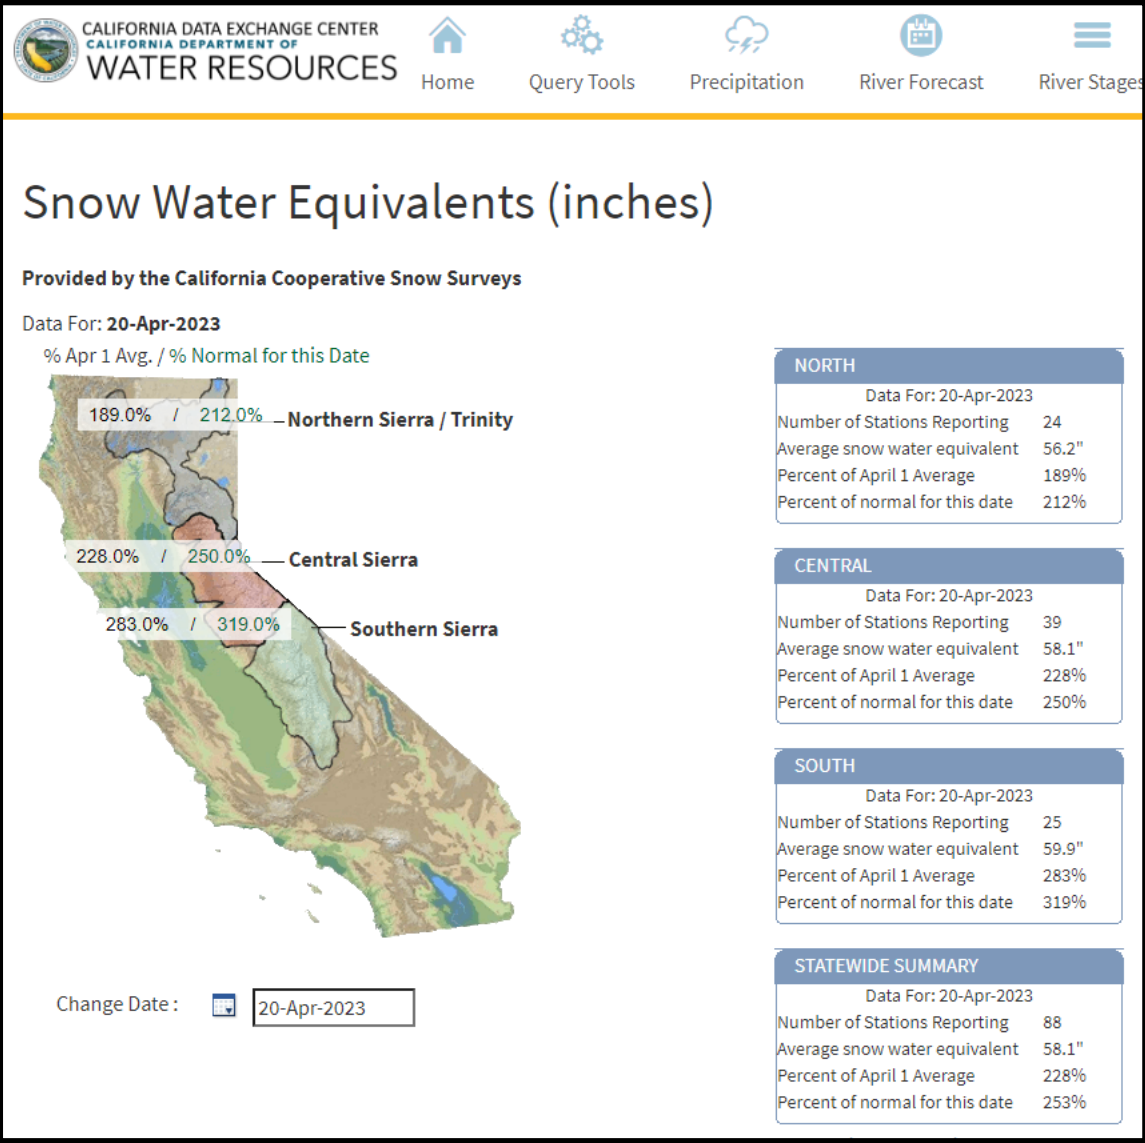 CALIFORNIA DATA EXCHANGE CENTER
CALIFORNIA DEPARTMENT OF
WATER RESOURCES
Home
Query Tools
Precipitation
River Forecast
River Stages
Snow Water Equivalents (inches)
Provided by the California Cooperative Snow Surveys
Data For: 20-Apr-2023
% Apr 1 Avg. / % Normal for this Date
189.0% / 212.0%
Northern Sierra / Trinity
228.0% / 250.0%
Central Sierra
283.0% / 319.0%
Southern Sierra
Change Date :
20-Apr-2023
NORTH
Data For: 20-Apr-2023
Number of Stations Reporting 24
Average snow water equivalent 56.2"
Percent of April 1 Average 189%
Percent of normal for this date 212%
CENTRAL
Data For: 20-Apr-2023
Number of Stations Reporting 39
Average snow water equivalent 58.1"
Percent of April 1 Average 228%
Percent of normal for this date 250%
SOUTH
Data For: 20-Apr-2023
Number of Stations Reporting 25
Average snow water equivalent 59.9"
Percent of April 1 Average 283%
Percent of normal for this date 319%
STATEWIDE SUMMARY
Data For: 20-Apr-2023
Number of Stations Reporting 88
Average snow water equivalent 58.1"
Percent of April 1 Average 228%
Percent of normal for this date 253%